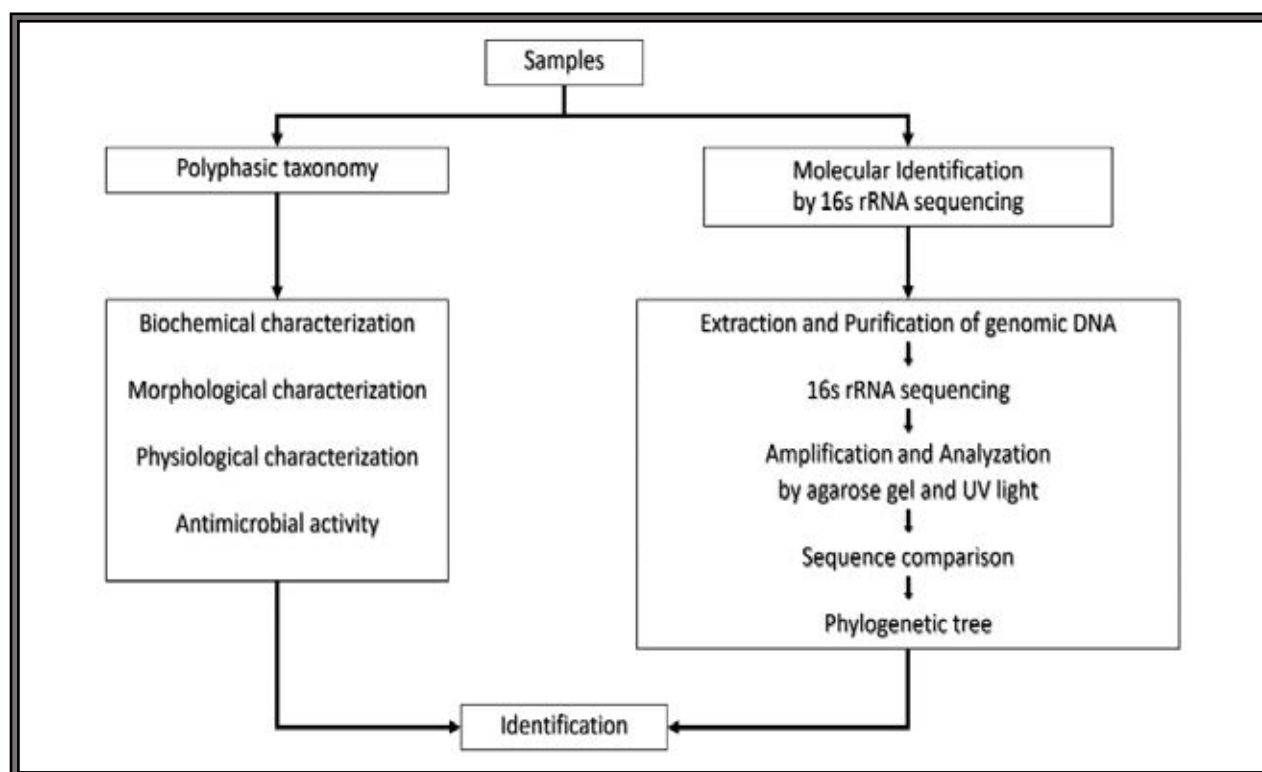 Samples
Polyphasic taxonomy
Molecular Identification
by 16s rRNA sequencing
Biochemical characterization
Morphological characterization
Physiological characterization
Antimicrobial activity
Extraction and Purification of genomic DNA
16s rRNA sequencing
Amplification and Analyzation
by agarose gel and UV light
Sequence comparison
Phylogenetic tree
Identification